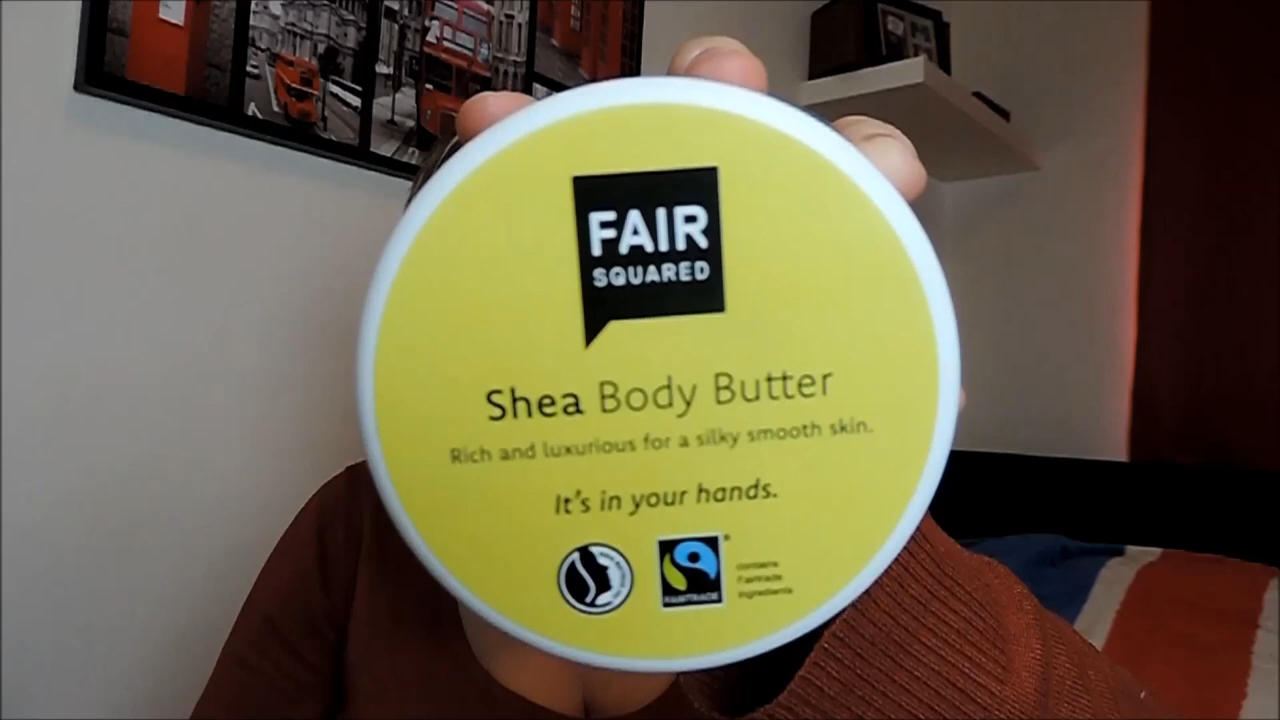 FAIR
SQUARED
Shea Body Butter
Rich and luxurious for a silky smooth skin.
It's in your hands.
FAIRTRADE
contains
Fairtrade
ingredients